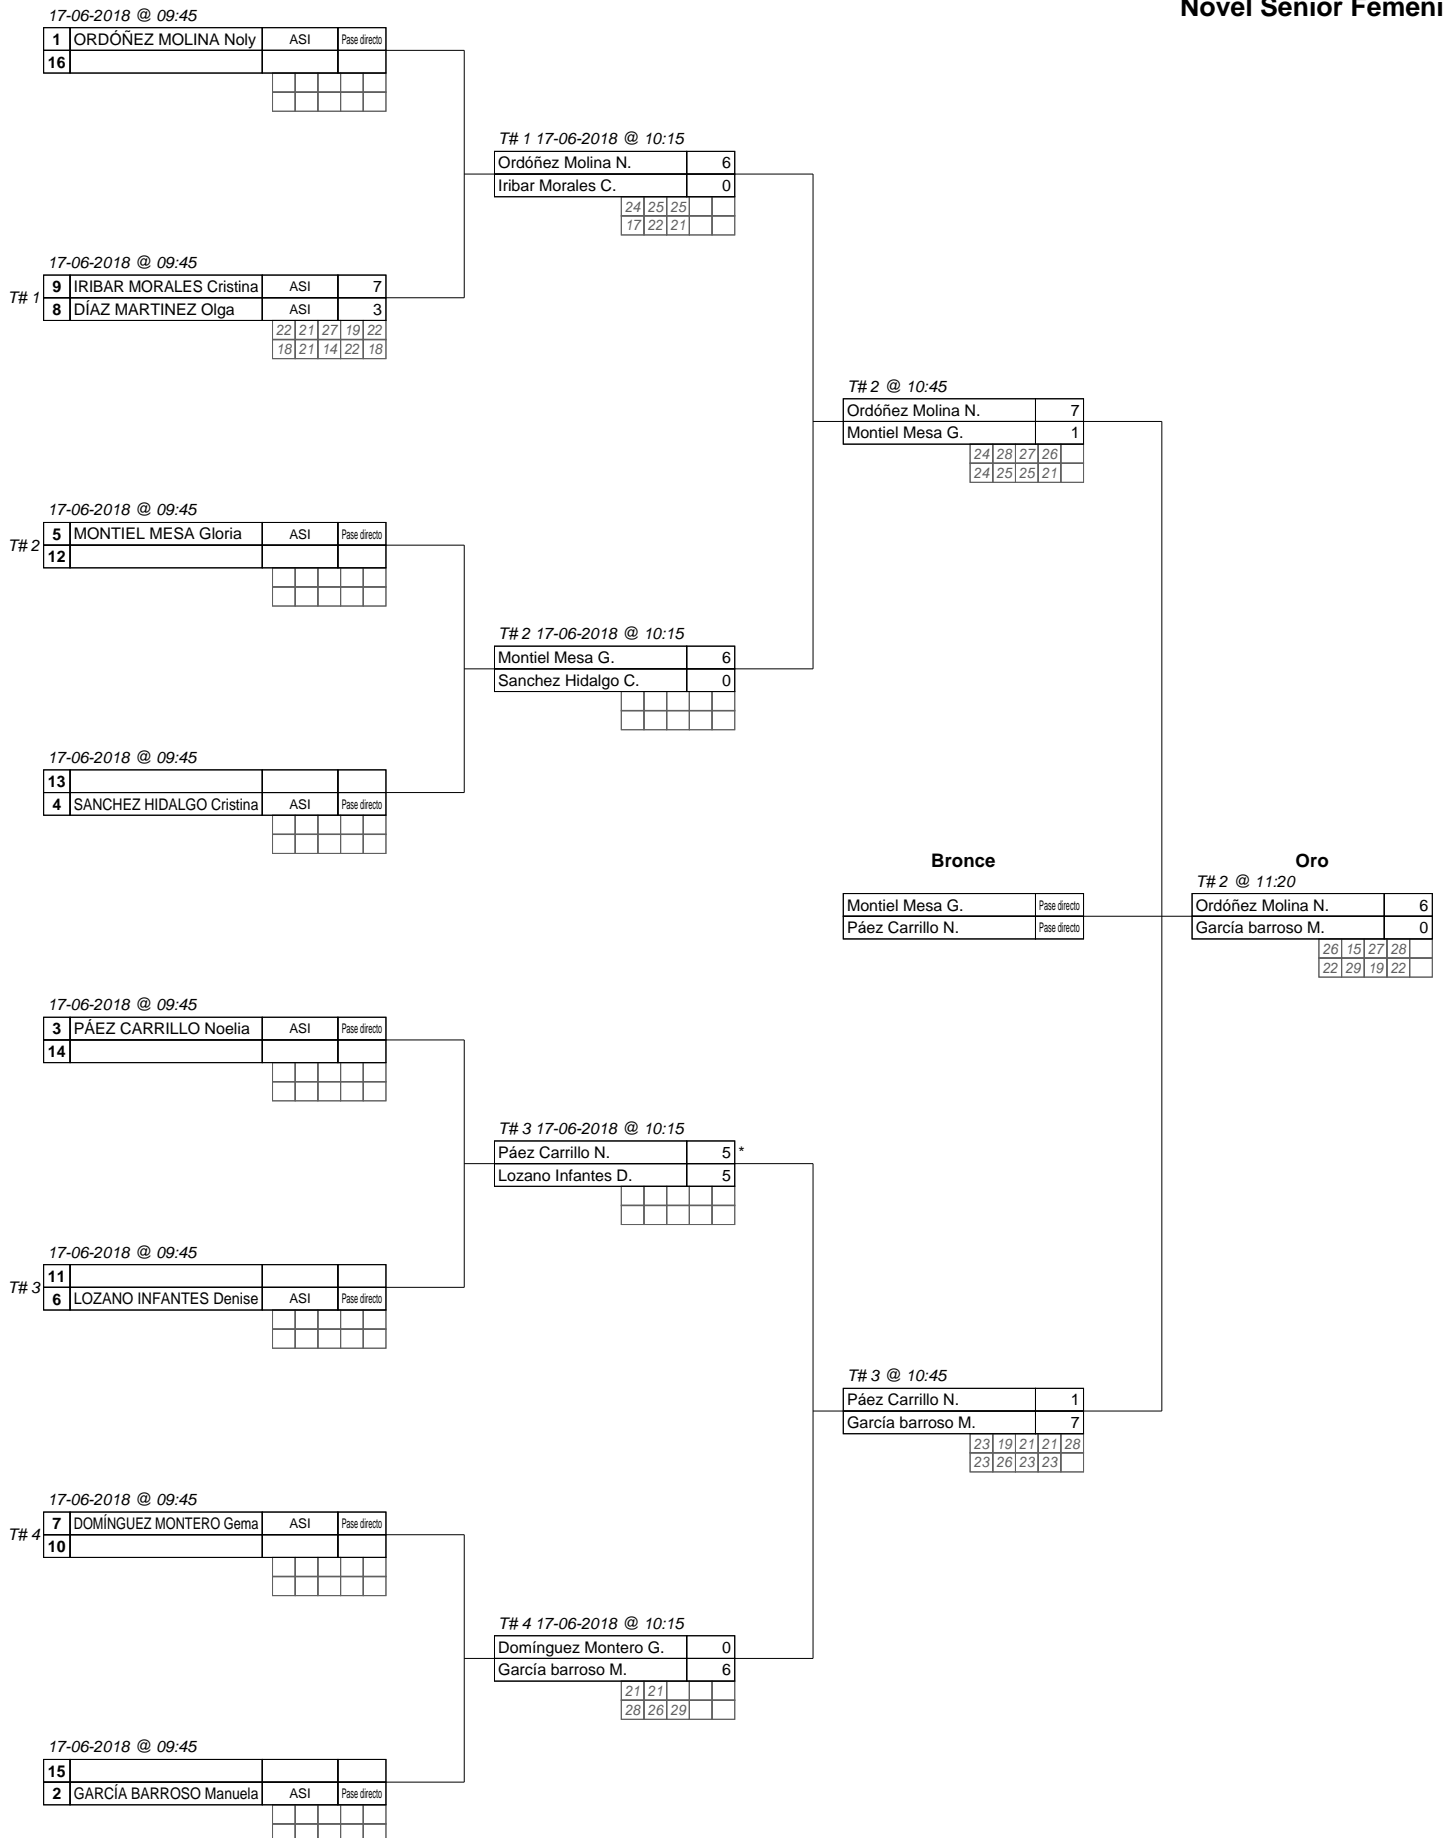 Novel Senior Femeni
17-06-2018 @ 09:45
1 ORDÓÑEZ MOLINA Noly ASI Pase directo
16
T# 1 17-06-2018 @ 10:15
Ordóñez Molina N. 6
Iribar Morales C. 0
24 25 25
17 22 21
17-06-2018 @ 09:45
T# 1
9 IRIBAR MORALES Cristina ASI 7
8 DÍAZ MARTINEZ Olga ASI 3
22 21 27 19 22
18 21 14 22 18
T# 2 @ 10:45
Ordóñez Molina N. 7
Montiel Mesa G. 1
24 28 27 26
24 25 25 21
17-06-2018 @ 09:45
T# 2
5 MONTIEL MESA Gloria ASI Pase directo
12
T# 2 17-06-2018 @ 10:15
Montiel Mesa G. 6
Sanchez Hidalgo C. 0
17-06-2018 @ 09:45
13
4 SANCHEZ HIDALGO Cristina ASI Pase directo
Bronce
Montiel Mesa G. Pase directo
Páez Carrillo N. Pase directo
Oro
T# 2 @ 11:20
Ordóñez Molina N. 6
García barroso M. 0
26 15 27 28
22 29 19 22
17-06-2018 @ 09:45
3 PÁEZ CARRILLO Noelia ASI Pase directo
14
T# 3 17-06-2018 @ 10:15
Páez Carrillo N. 5 *
Lozano Infantes D. 5
17-06-2018 @ 09:45
T# 3
11
6 LOZANO INFANTES Denise ASI Pase directo
T# 3 @ 10:45
Páez Carrillo N. 1
García barroso M. 7
23 19 21 21 28
23 26 23 23
17-06-2018 @ 09:45
T# 4
7 DOMÍNGUEZ MONTERO Gema ASI Pase directo
10
T# 4 17-06-2018 @ 10:15
Domínguez Montero G. 0
García barroso M. 6
21 21
28 26 29
17-06-2018 @ 09:45
15
2 GARCÍA BARROSO Manuela ASI Pase directo